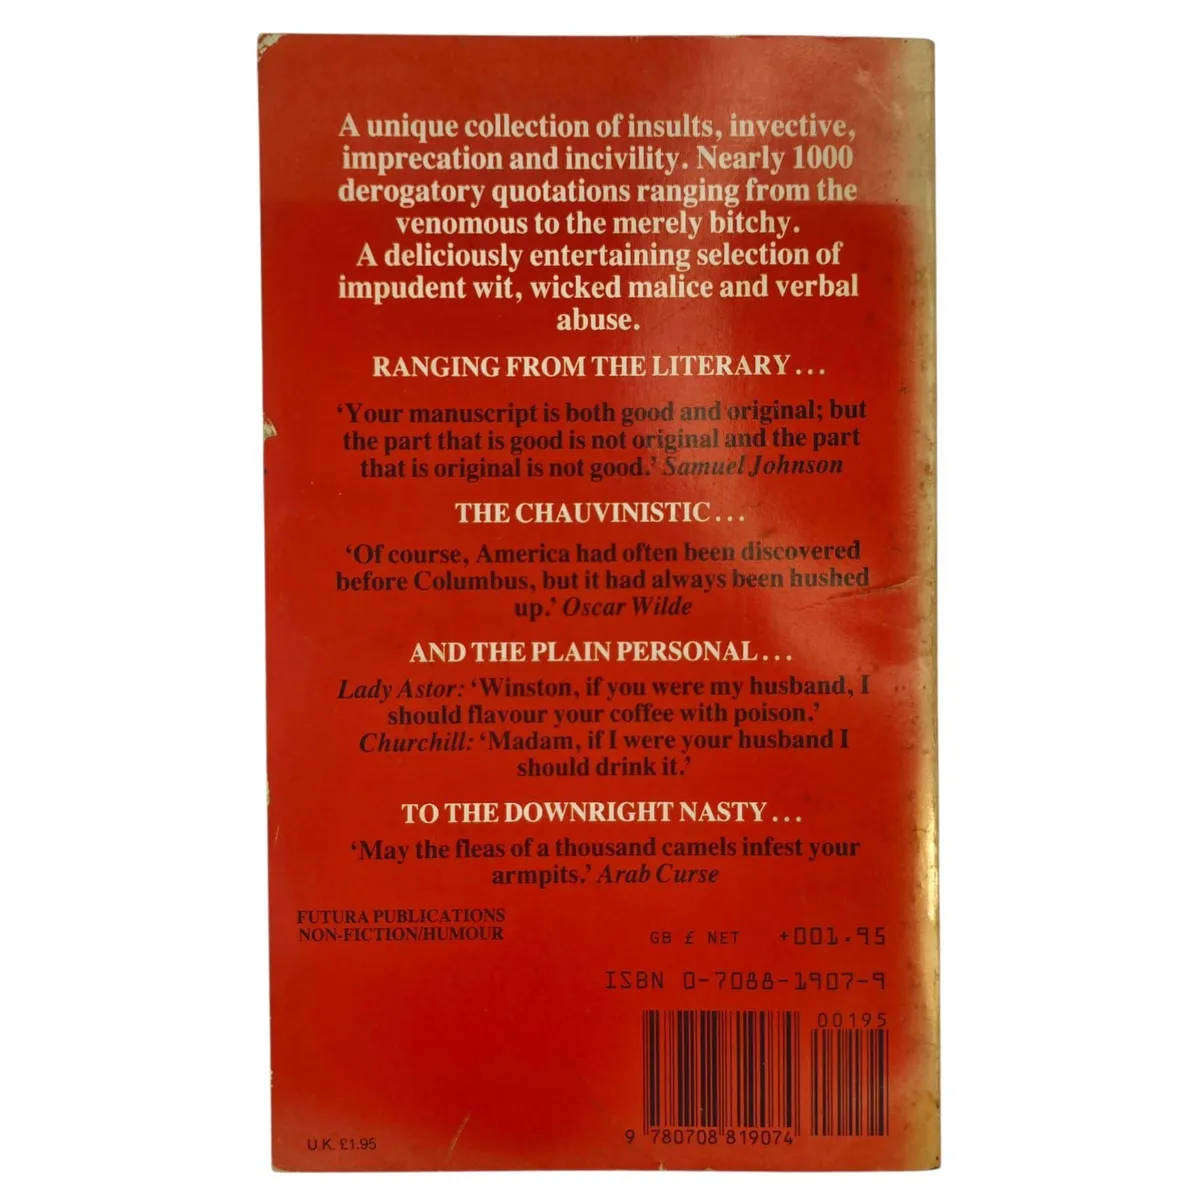 A unique collection of insults, invective,
imprecation and incivility. Nearly 1000
derogatory quotations ranging from the
venomous to the merely bitchy.
A deliciously entertaining selection of
impudent wit, wicked malice and verbal
abuse.
RANGING FROM THE LITERARY...
‘Your manuscript is both good and original; but
the part that is good is not original and the part
that is original is not good.’ Samuel Johnson
THE CHAUVINISTIC...
‘Of course, America had often been discovered
before Columbus, but it had always been hushed
up.’ Oscar Wilde
AND THE PLAIN PERSONAL...
Lady Astor: ‘Winston, if you were my husband, I
should flavour your coffee with poison.’
Churchill: ‘Madam, if I were your husband I
should drink it.’
TO THE DOWNRIGHT NASTY...
‘May the fleas of a thousand camels infest your
armpits.’ Arab Curse
FUTURA PUBLICATIONS
NON-FICTION/HUMOUR
GB £ NET +001.95
ISBN 0-7088-1907-9
00195
9 780708 819074
U.K. £1.95